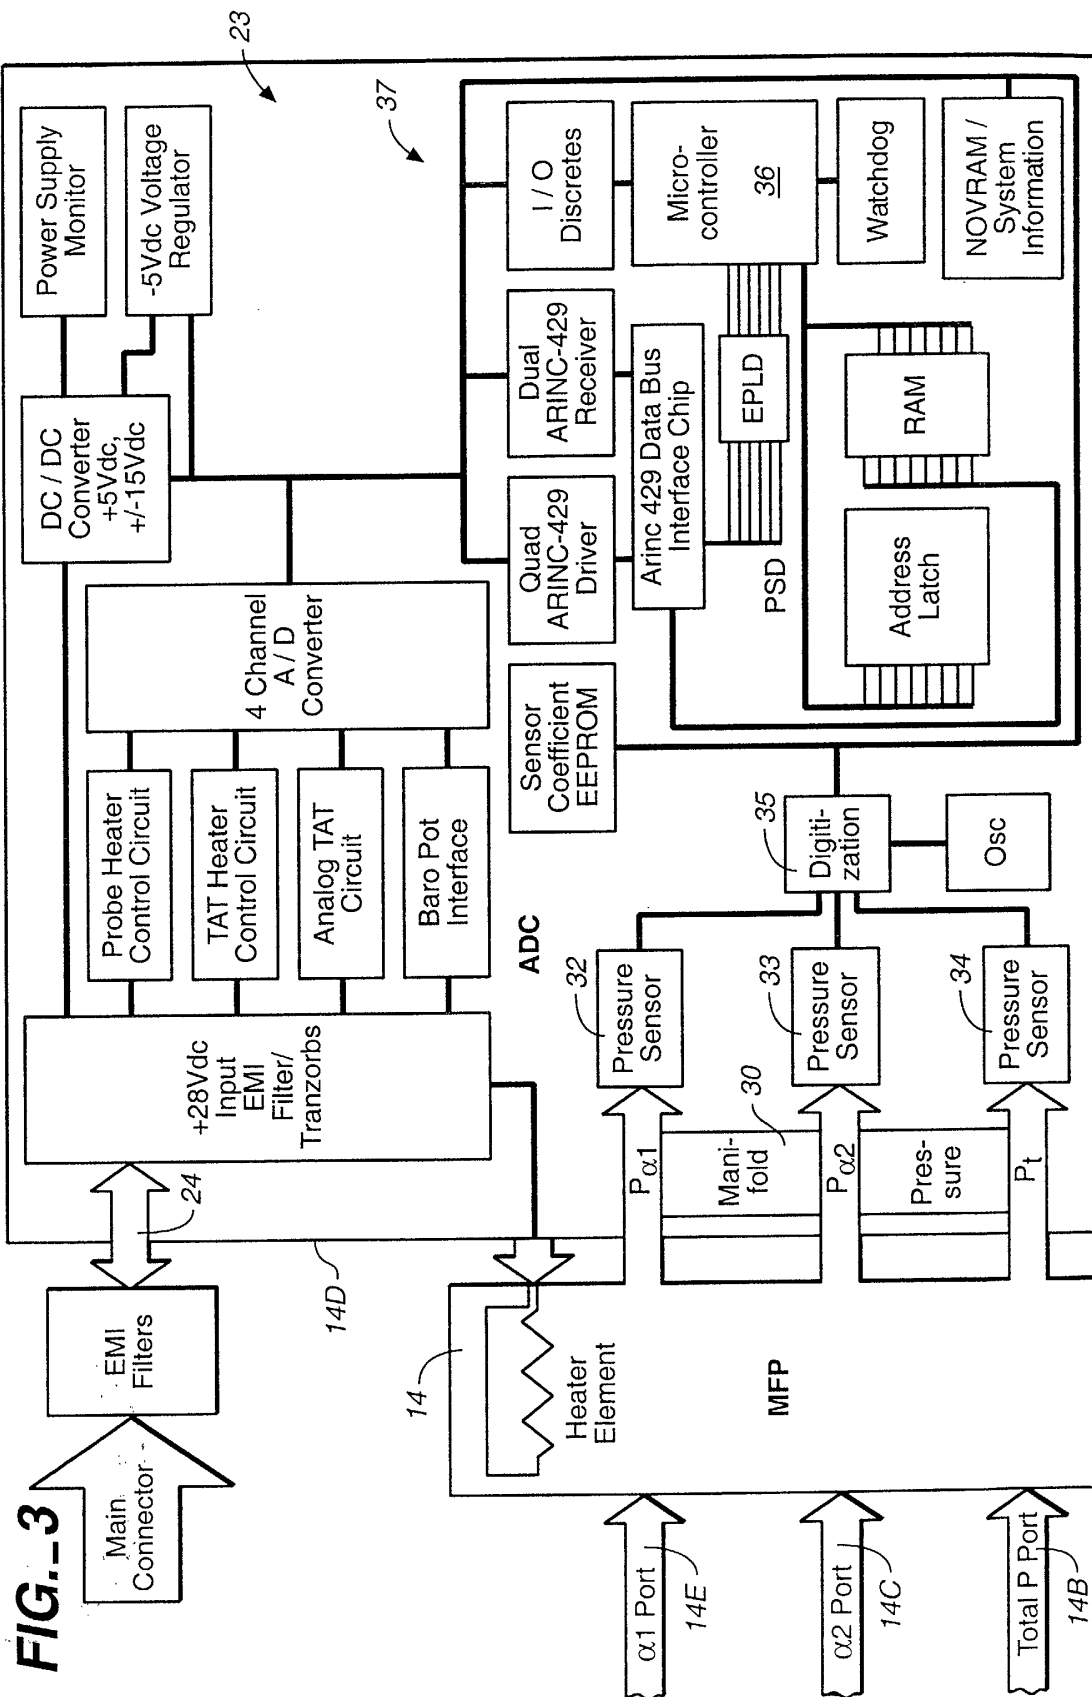 FIG._3
Main
Connector
EMI
Filters
24
+28Vdc
Input
EMI
Filter/
Tranzorbs
Probe Heater
Control Circuit
TAT Heater
Control Circuit
Analog TAT
Circuit
Baro Pot
Interface
4 Channel
A / D
Converter
DC / DC
Converter
+5Vdc,
+/-15Vdc
Power Supply
Monitor
-5Vdc Voltage
Regulator
23
37
14D
ADC
Sensor
Coefficient
EEPROM
Quad
ARINC-429
Driver
Dual
ARINC-429
Receiver
I / O
Discretes
Arinc 429 Data Bus
Interface Chip
Micro-
controller
36
PSD
EPLD
Watchdog
Address
Latch
RAM
NOVRAM /
System
Information
14
Heater
Element
MFP
α1 Port
14E
α2 Port
14C
Total P Port
14B
Pα1
Mani-
fold
30
Pα2
Pres-
sure
Pt
32
Pressure
Sensor
33
Pressure
Sensor
34
Pressure
Sensor
35
Digiti-
zation
Osc